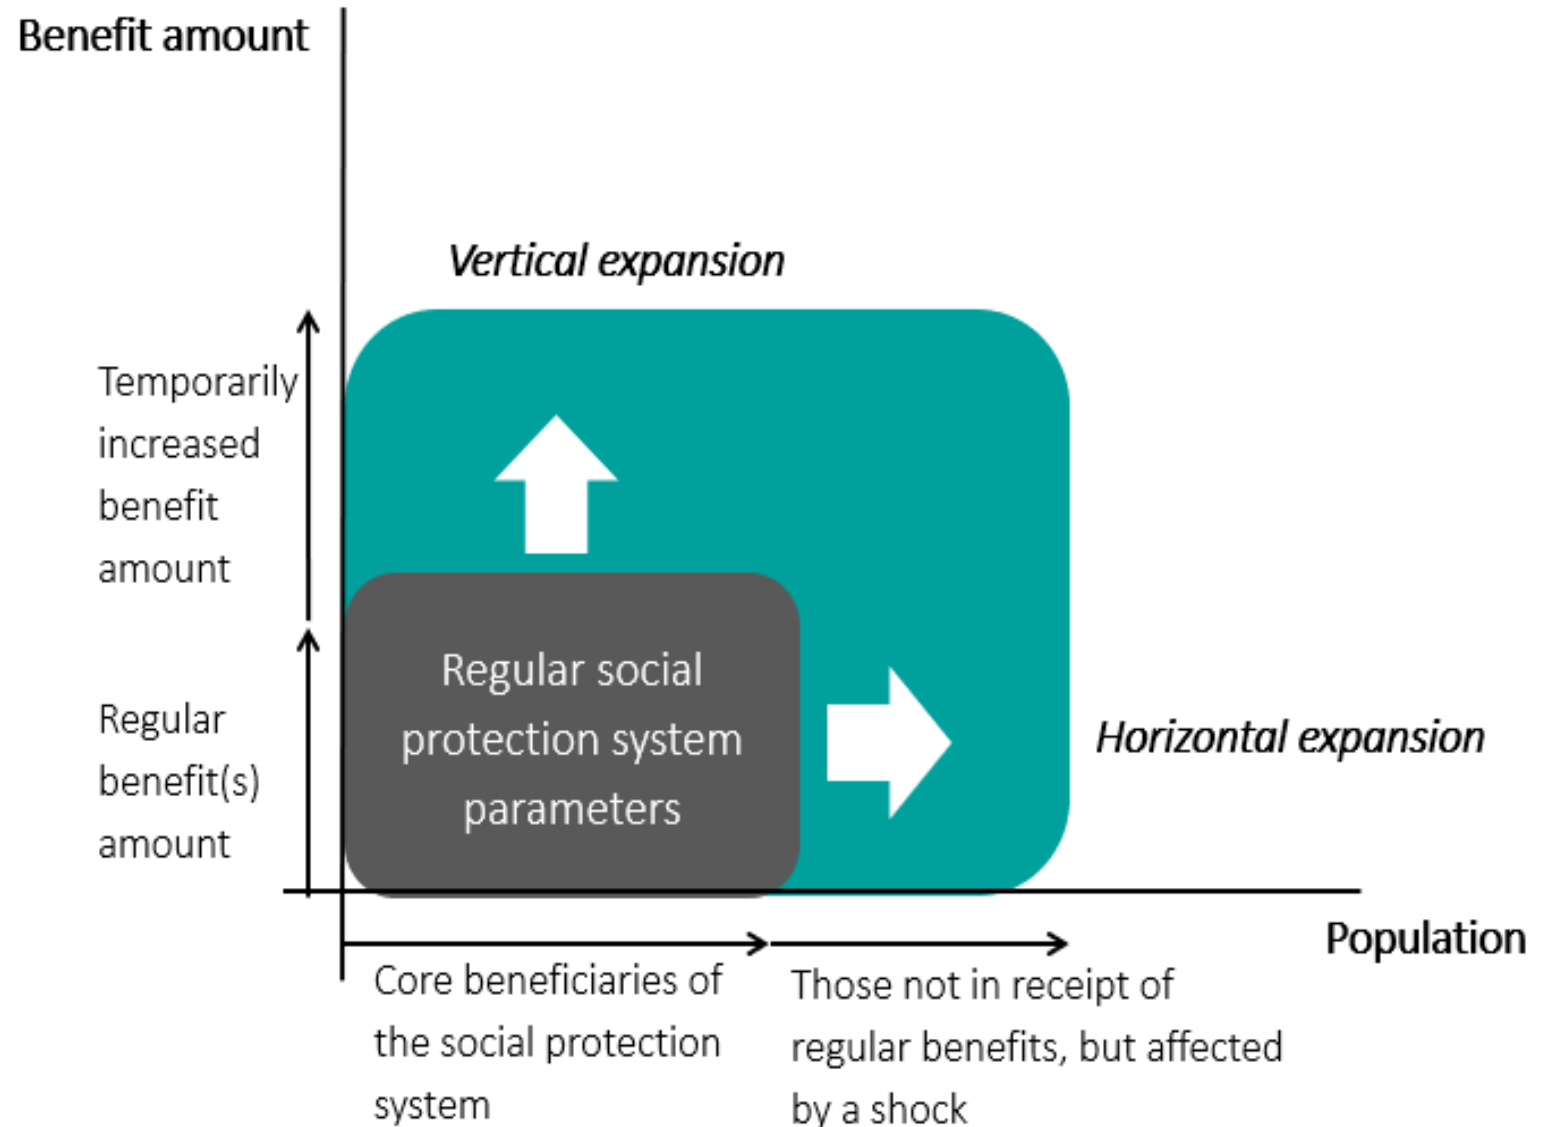 Benefit amount
Vertical expansion
Temporarily
increased
benefit
amount
Regular social
protection system
parameters
Regular
benefit(s)
amount
Horizontal expansion
Population
Core beneficiaries of
the social protection
system
Those not in receipt of
regular benefits, but affected
by a shock